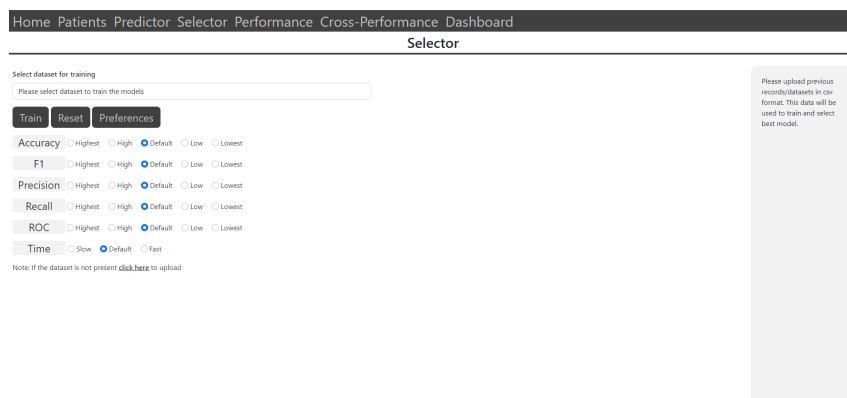 Home Patients Predictor Selector Performance Cross-Performance Dashboard
Selector
Select dataset for training
Please select dataset to train the models
Train Reset Preferences
Accuracy Highest High Default Low Lowest
F1 Highest High Default Low Lowest
Precision Highest High Default Low Lowest
Recall Highest High Default Low Lowest
ROC Highest High Default Low Lowest
Time Slow Default Fast
Note: If the dataset is not present click here to upload
Please upload previous
records/datasets in csv
format. This data will be
used to train and select
best model.